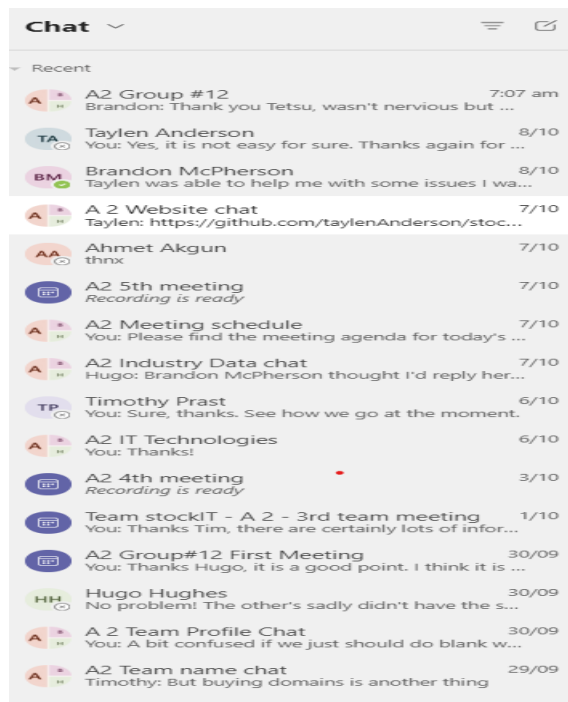 Chat
Recent
A2 Group #12 7:07 am
Brandon: Thank you Tetsu, wasn't nervious but ...
TA Taylen Anderson 8/10
You: Yes, it is not easy for sure. Thanks again for ...
BM Brandon McPherson 8/10
Taylen was able to help me with some issues I wa...
A A 2 Website chat 7/10
Taylen: https://github.com/taylenAnderson/stoc...
AA Ahmet Akgun 7/10
thnx
A2 5th meeting 7/10
Recording is ready
A A2 Meeting schedule 7/10
You: Please find the meeting agenda for today's ...
A A2 Industry Data chat 7/10
Hugo: Brandon McPherson thought I'd reply her...
TP Timothy Prast 6/10
You: Sure, thanks. See how we go at the moment.
A A2 IT Technologies 6/10
You: Thanks!
A2 4th meeting 3/10
Recording is ready
Team stockIT - A 2 - 3rd team meeting 1/10
You: Thanks Tim, there are certainly lots of infor...
A2 Group#12 First Meeting 30/09
You: Thanks Hugo, it is a good point. I think it is ...
HH Hugo Hughes 30/09
No problem! The other's sadly didn't have the s...
A A 2 Team Profile Chat 30/09
You: A bit confused if we just should do blank w...
A A2 Team name chat 29/09
Timothy: But buying domains is another thing